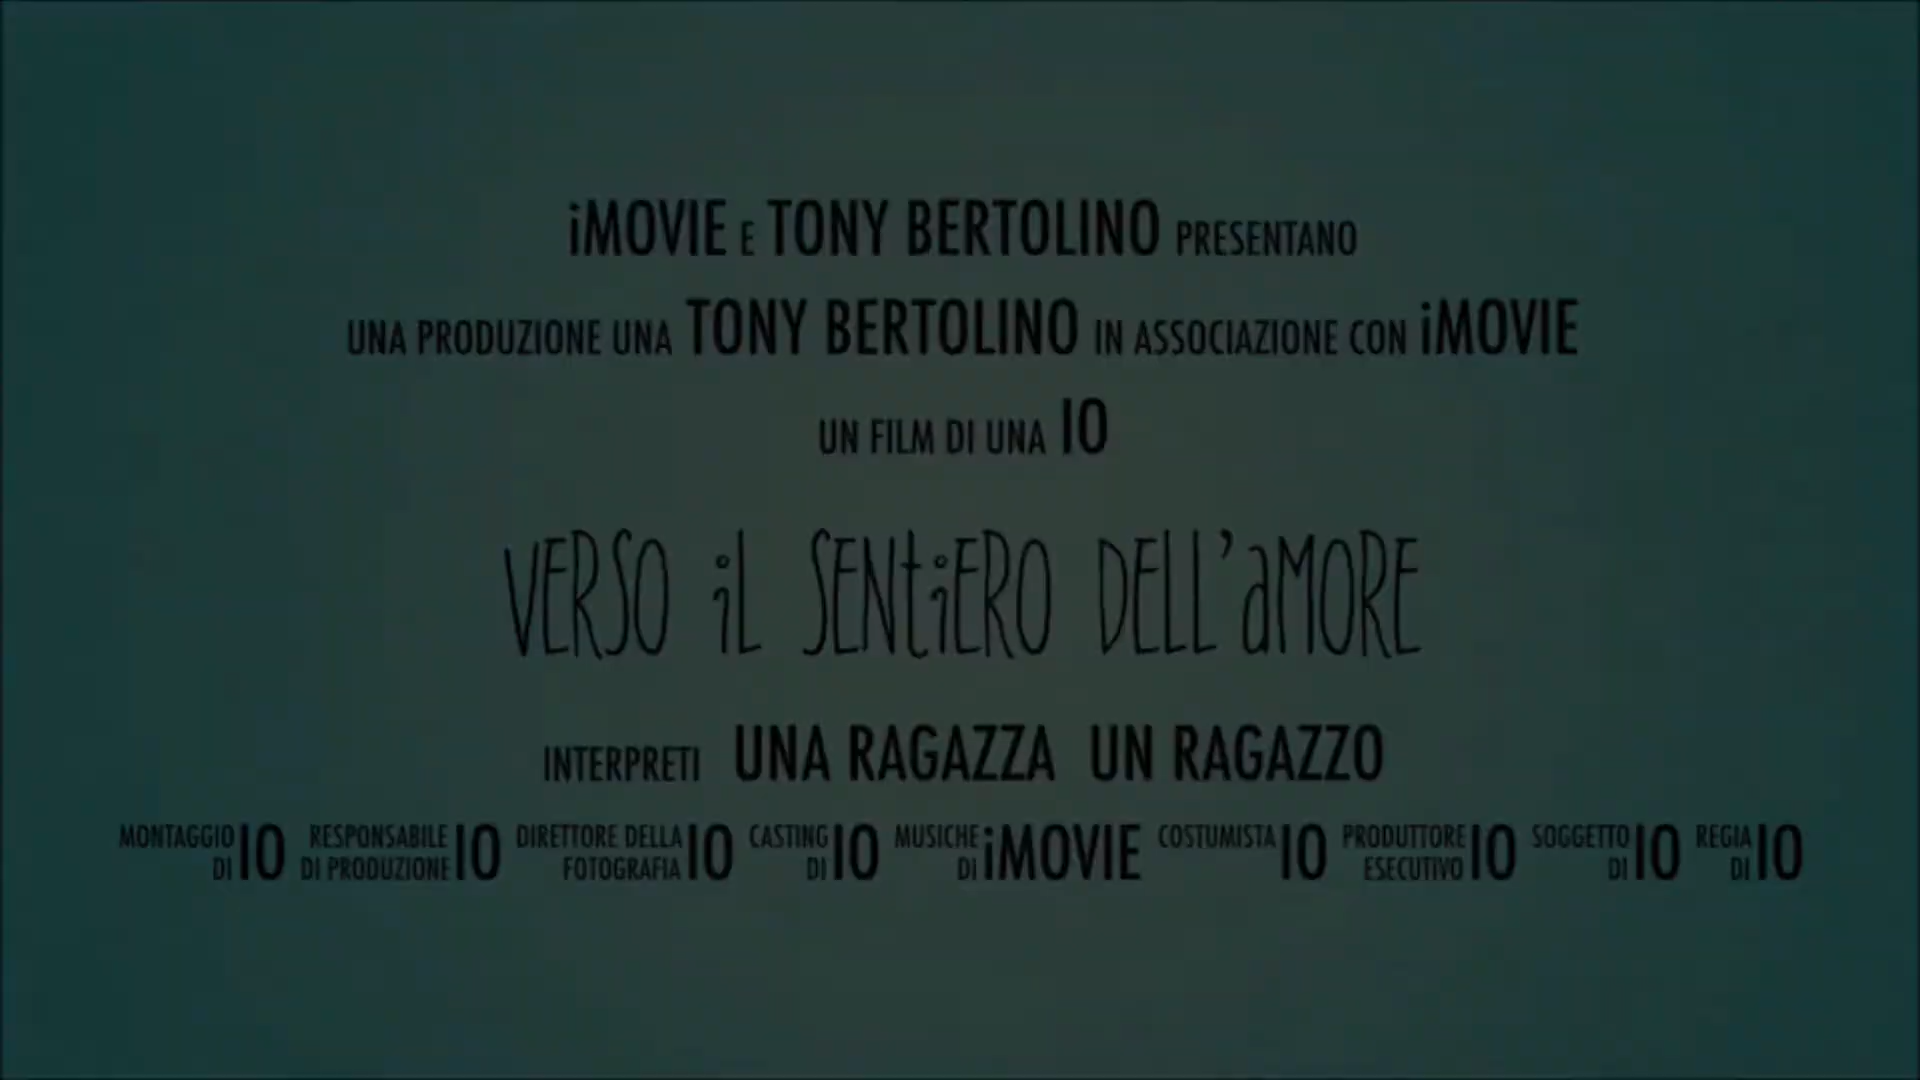 iMOVIE E TONY BERTOLINO PRESENTANO
UNA PRODUZIONE UNA TONY BERTOLINO IN ASSOCIAZIONE CON iMOVIE
UN FILM DI UNA IO
VERSO iL SENtiERO DELL'aMORE
INTERPRETI UNA RAGAZZA UN RAGAZZO
MONTAGGIO DI IO RESPONSABILE DI PRODUZIONE IO DIRETTORE DELLA FOTOGRAFIA IO CASTING DI IO MUSICHE DI iMOVIE COSTUMISTA IO PRODUTTORE ESECUTIVO IO SOGGETTO DI IO REGIA DI IO